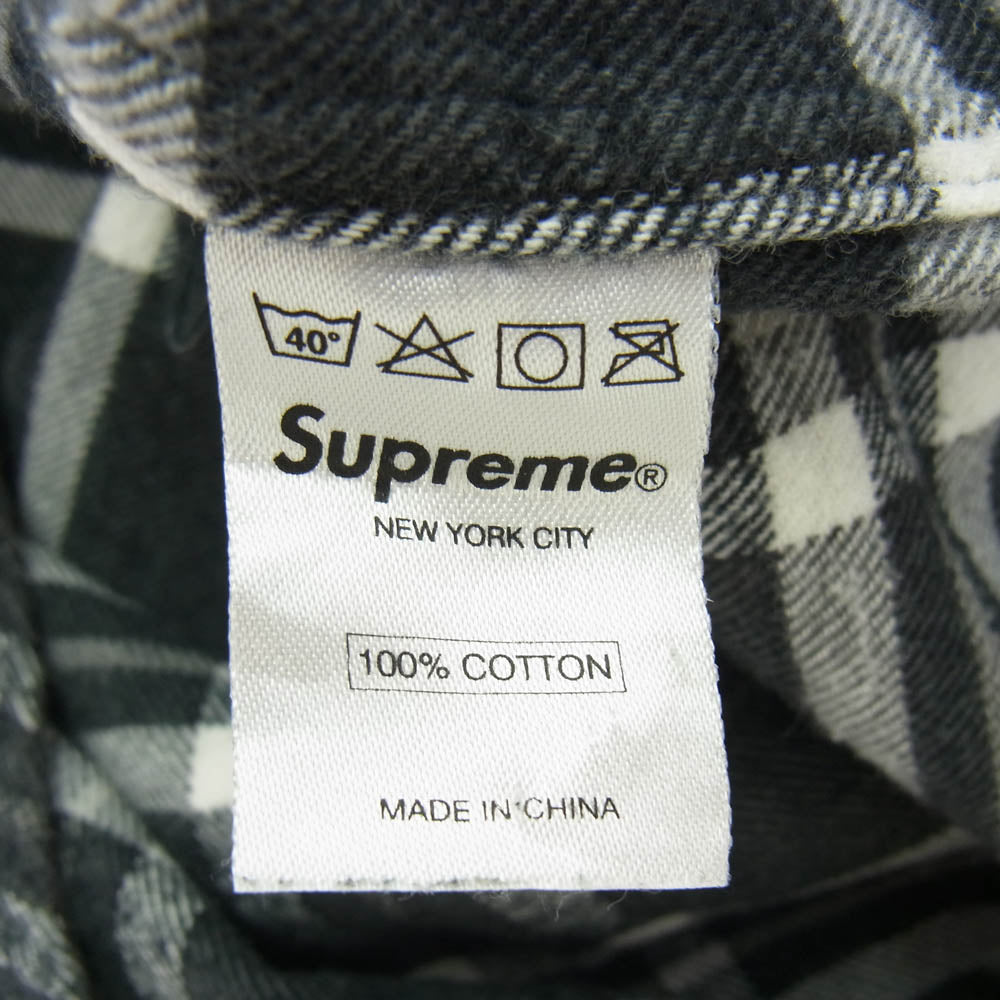 40°
Supreme®
NEW YORK CITY
100% COTTON
MADE IN CHINA